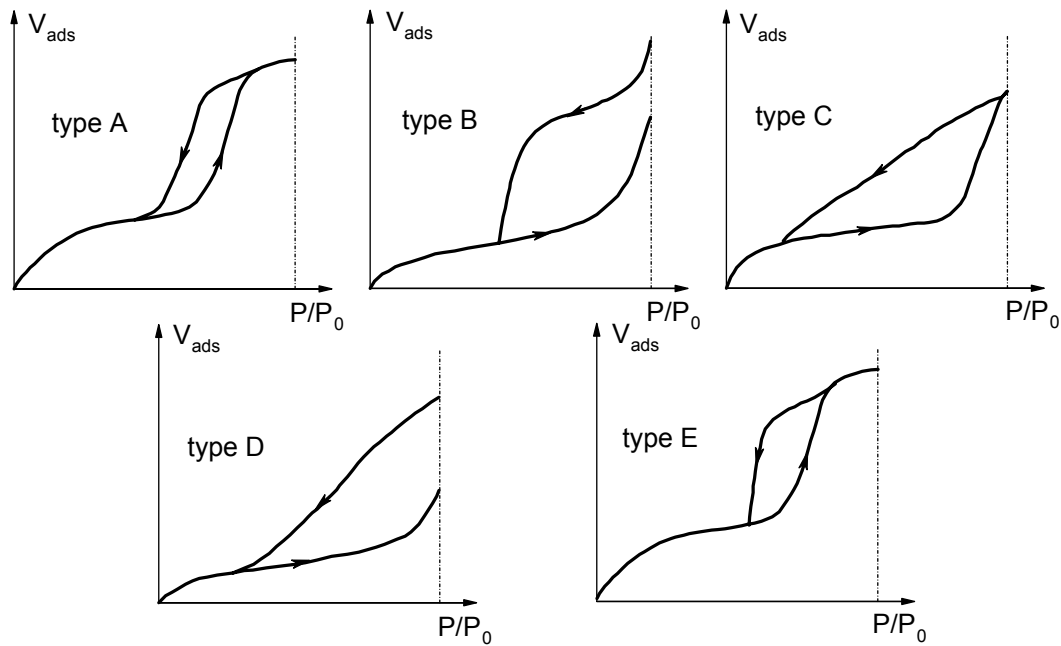 V_ads
type A
P/P_0
V_ads
type B
P/P_0
V_ads
type C
P/P_0
V_ads
type D
P/P_0
V_ads
type E
P/P_0